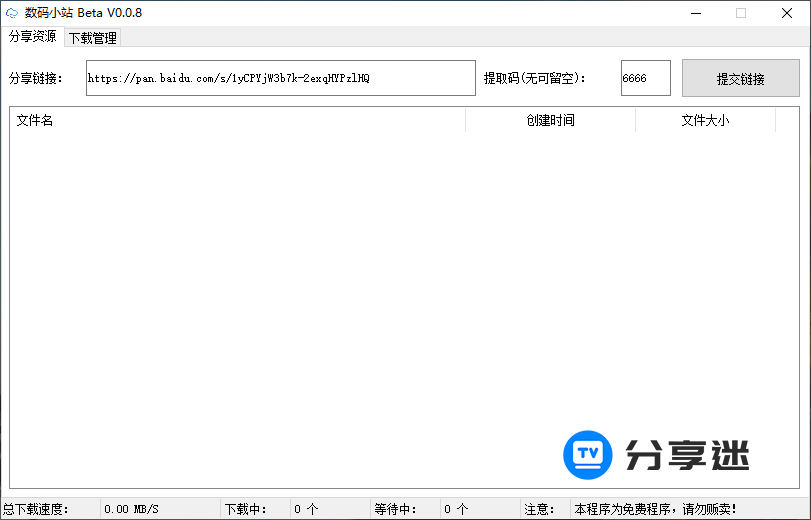 数码小站 Beta V0.0.8
分享资源 下载管理
分享链接： https://pan.baidu.com/s/1yCPYjW3b7k-2exqHYPzlHQ 提取码(无可留空)： 6666 提交链接
文件名 创建时间 文件大小
TV 分享迷
总下载速度： 0.00 MB/S 下载中： 0 个 等待中： 0 个 注意： 本程序为免费程序，请勿贩卖！